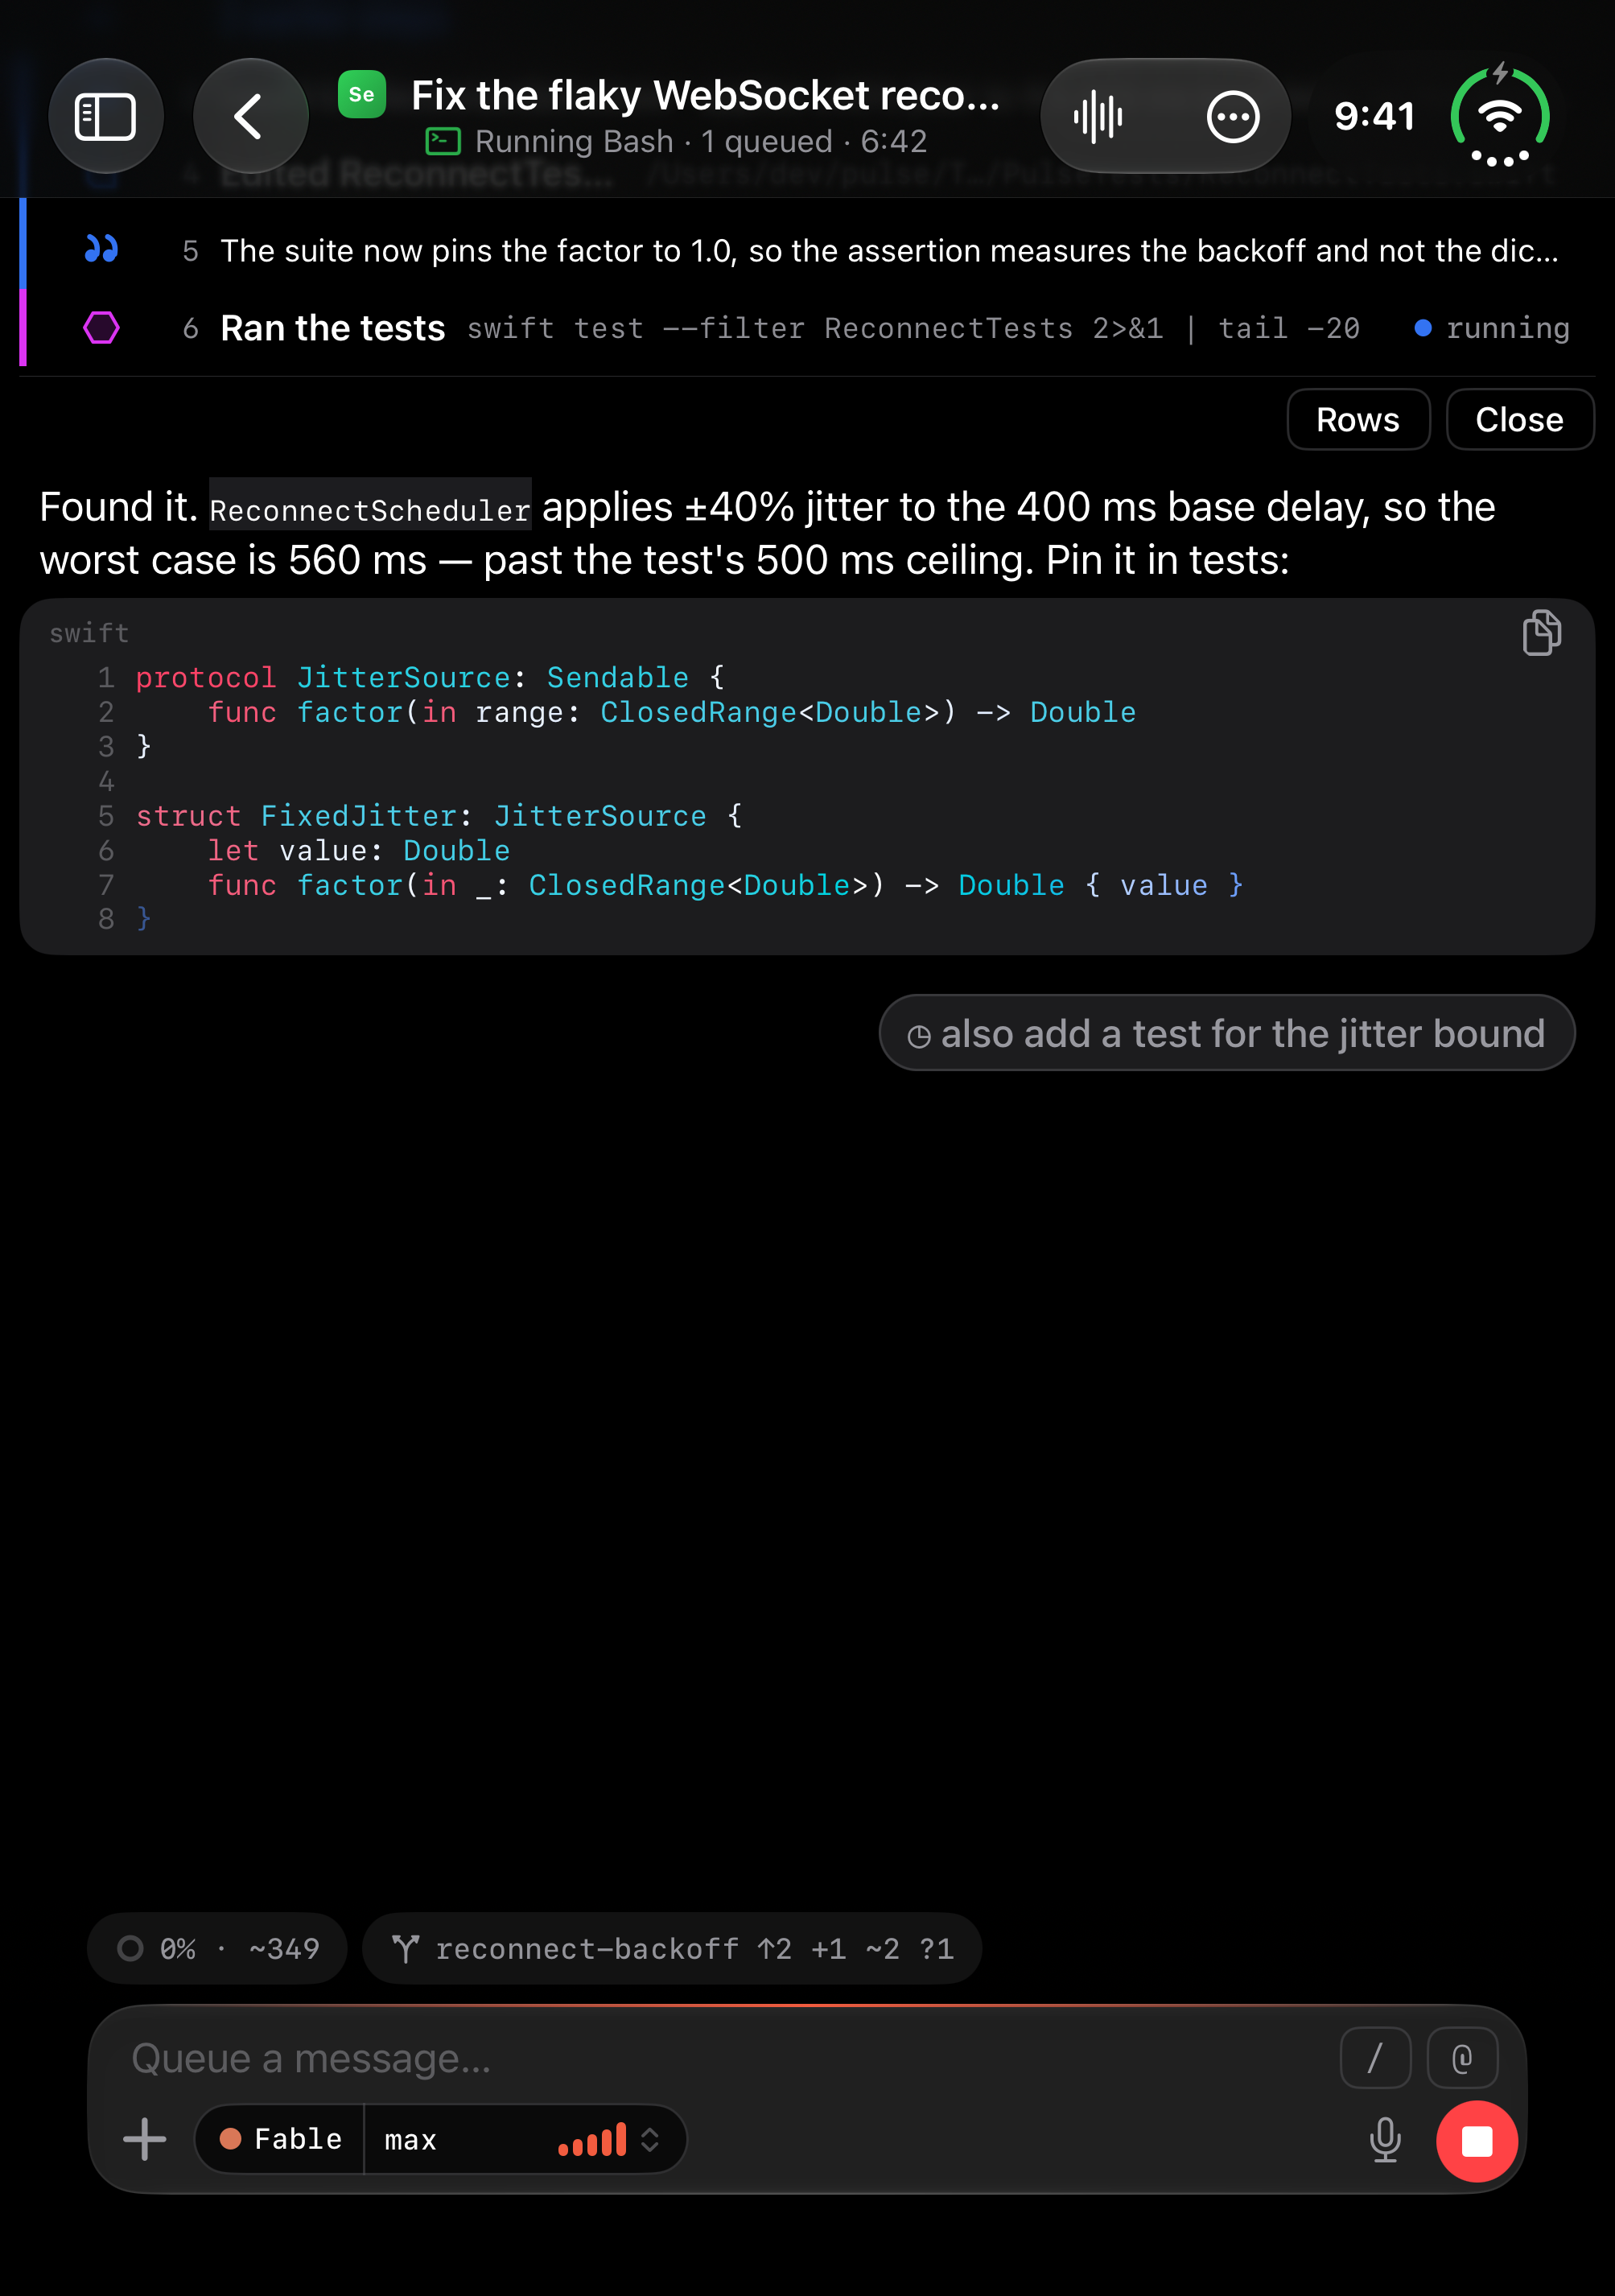 Se Fix the flaky WebSocket reco...
Running Bash · 1 queued · 6:42
9:41
4 Edited ReconnectTes...
5 The suite now pins the factor to 1.0, so the assertion measures the backoff and not the dic...
6 Ran the tests swift test --filter ReconnectTests 2>&1 | tail -20 running
Rows Close
Found it. ReconnectScheduler applies ±40% jitter to the 400 ms base delay, so the
worst case is 560 ms — past the test's 500 ms ceiling. Pin it in tests:
swift
1 protocol JitterSource: Sendable {
2     func factor(in range: ClosedRange<Double>) -> Double
3 }
4
5 struct FixedJitter: JitterSource {
6     let value: Double
7     func factor(in _: ClosedRange<Double>) -> Double { value }
8 }
also add a test for the jitter bound
0% · ~349 reconnect-backoff ↑2 +1 ~2 ?1
Queue a message... / @
Fable max